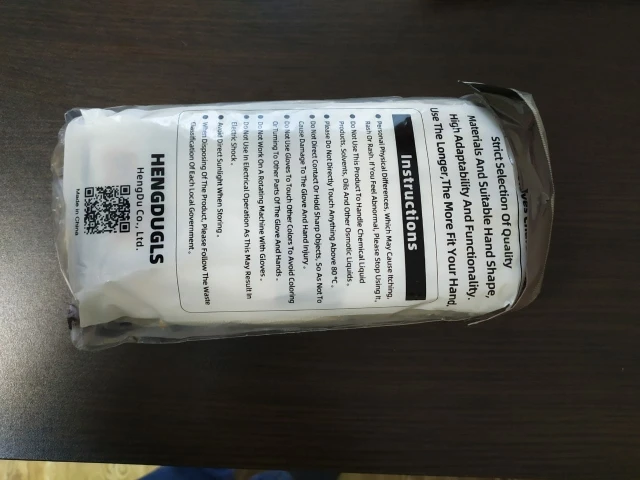 Strict Selection Of Quality
Materials And Suitable Hand Shape,
High Adaptability And Functionality.
Use The Longer,The More Fit Your Hand,
Instructions
● Personal Physical Differences, Which May Cause Itching,
Rash Or Rash. If You Feel Abnormal, Please Stop Using It,
● Do Not Use This Product To Handle Chemical Liquid
Products, Solvents, Oils And Other Osmotic Liquids .
● Please Do Not Directly Touch Anything Above 80 °C .
● Do Not Direct Contact Or Hold Sharp Objects, So As Not To
Cause Damage To The Glove And Hand Injury .
● Do Not Use Gloves To Touch Other Colors To Avoid Coloring
Or Turning To Other Parts Of The Glove And Hands .
● Do Not Work On A Rotating Machine With Gloves .
● Do Not Use In Electrical Operation As This May Result In
Electric Shock .
● Avoid Direct Sunlight When Storing .
● When Disposing Of The Product, Please Follow The Waste
Classification Of Each Local Government .
HENGDUGLS
HengDu Co., Ltd.
Made in China